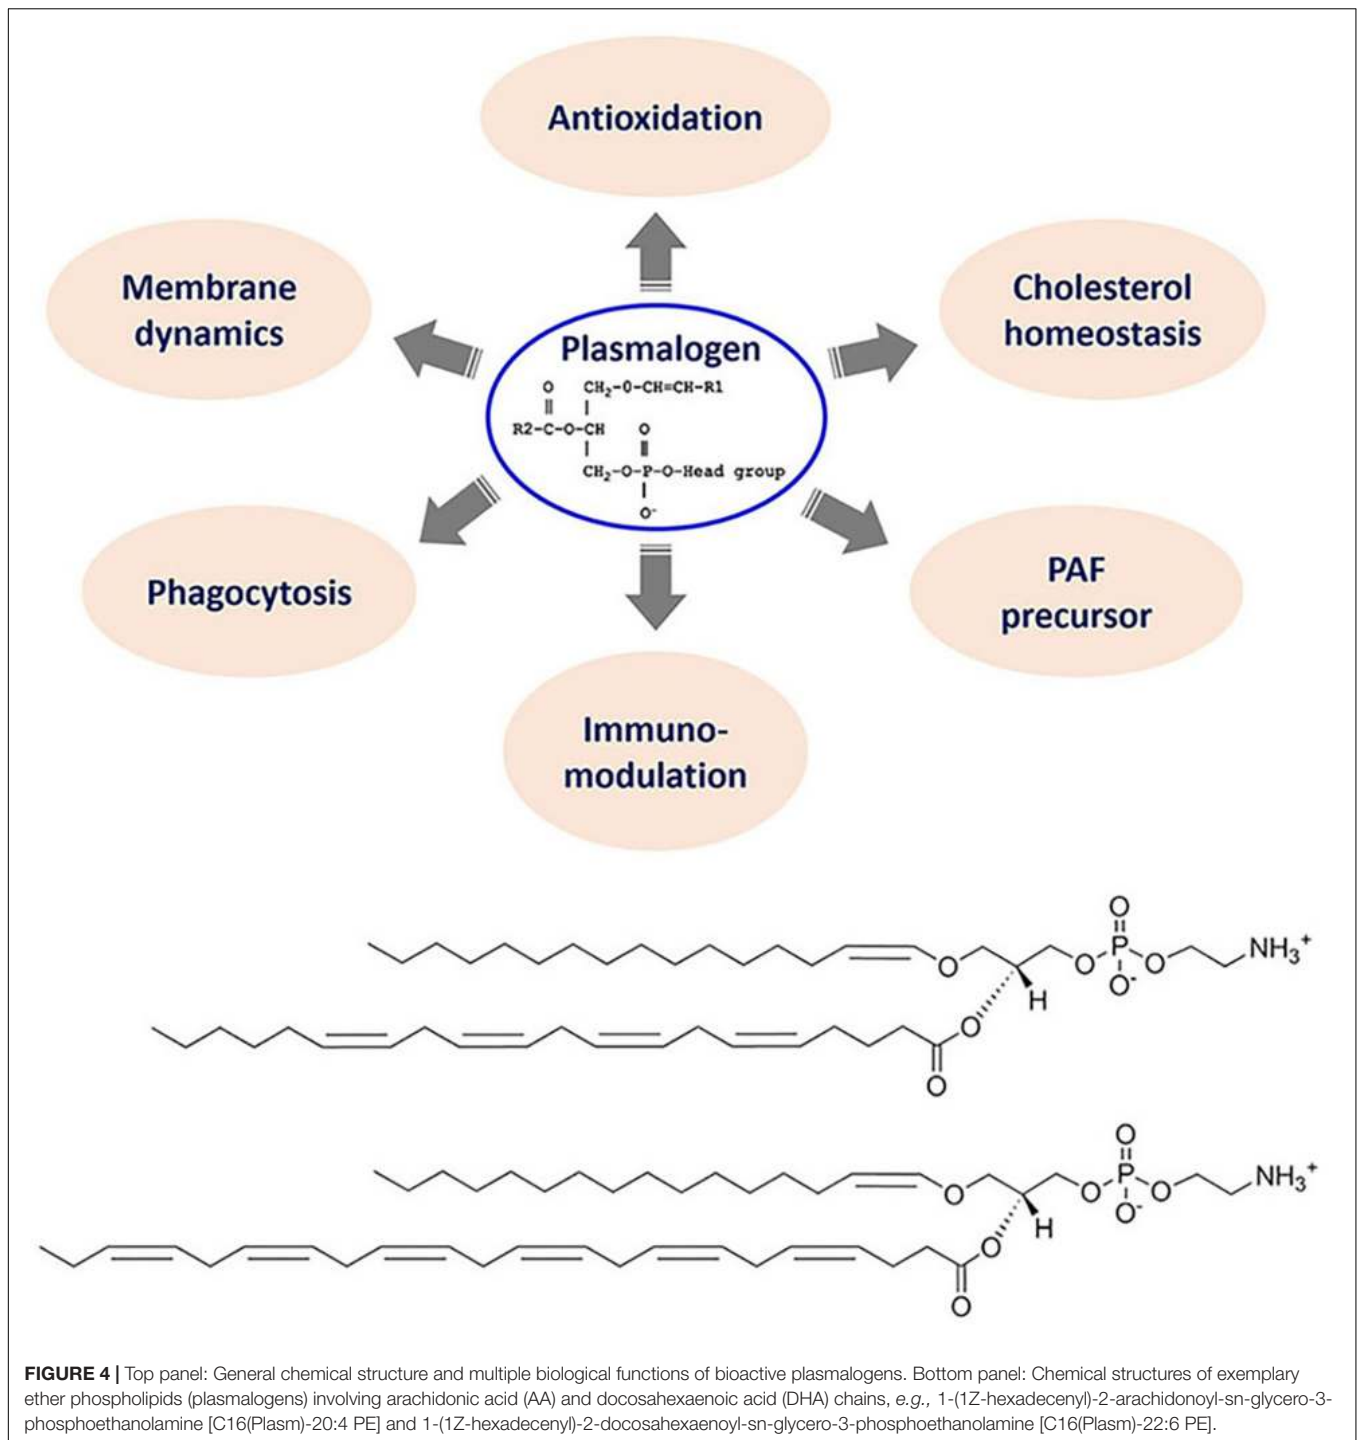 Antioxidation
Membrane
dynamics
Cholesterol
homeostasis
Plasmalogen
O CH₂-O-CH=CH-R1
R2-C-O-CH O
CH₂-O-P-O-Head group
O⁻
Phagocytosis
PAF
precursor
Immuno-
modulation
O
O O P O NH₃⁺
O⁻
H
O
O
O
O O P O NH₃⁺
O⁻
H
O
O
FIGURE 4 | Top panel: General chemical structure and multiple biological functions of bioactive plasmalogens. Bottom panel: Chemical structures of exemplary
ether phospholipids (plasmalogens) involving arachidonic acid (AA) and docosahexaenoic acid (DHA) chains, e.g., 1-(1Z-hexadecenyl)-2-arachidonoyl-sn-glycero-3-
phosphoethanolamine [C16(Plasm)-20:4 PE] and 1-(1Z-hexadecenyl)-2-docosahexaenoyl-sn-glycero-3-phosphoethanolamine [C16(Plasm)-22:6 PE].